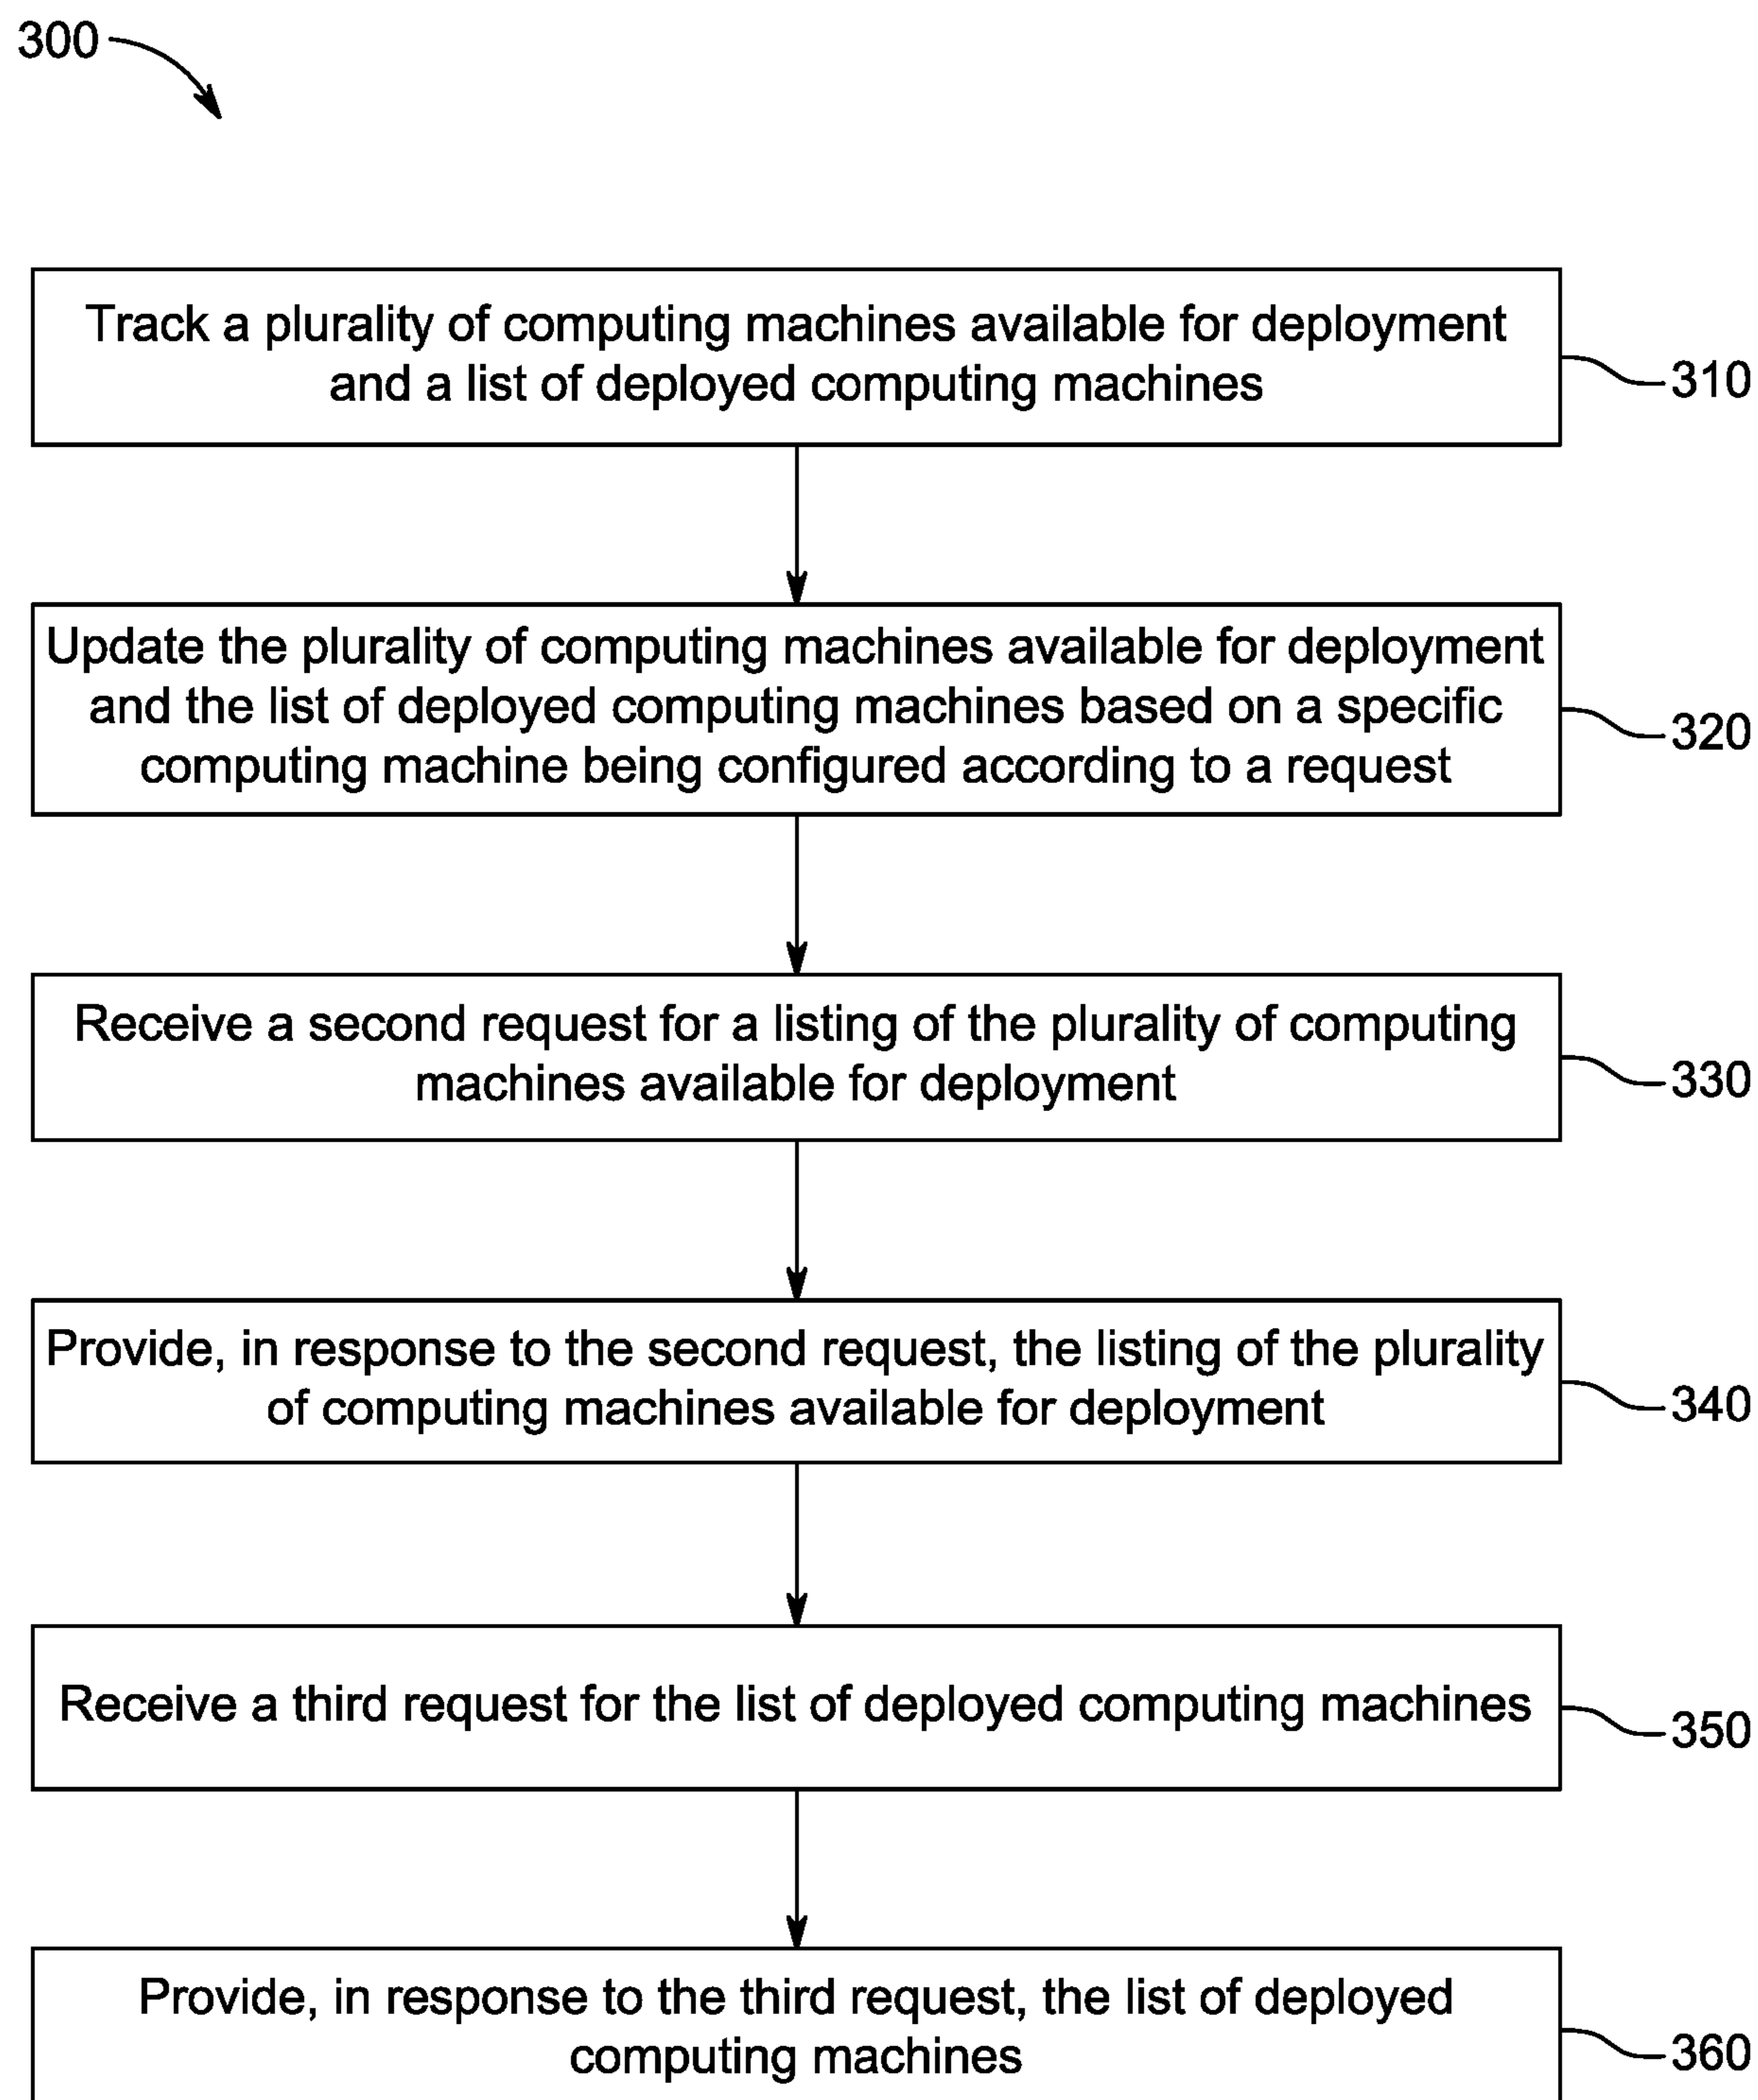 300
Track a plurality of computing machines available for deployment
and a list of deployed computing machines
310
Update the plurality of computing machines available for deployment
and the list of deployed computing machines based on a specific
computing machine being configured according to a request
320
Receive a second request for a listing of the plurality of computing
machines available for deployment
330
Provide, in response to the second request, the listing of the plurality
of computing machines available for deployment
340
Receive a third request for the list of deployed computing machines
350
Provide, in response to the third request, the list of deployed
computing machines
360